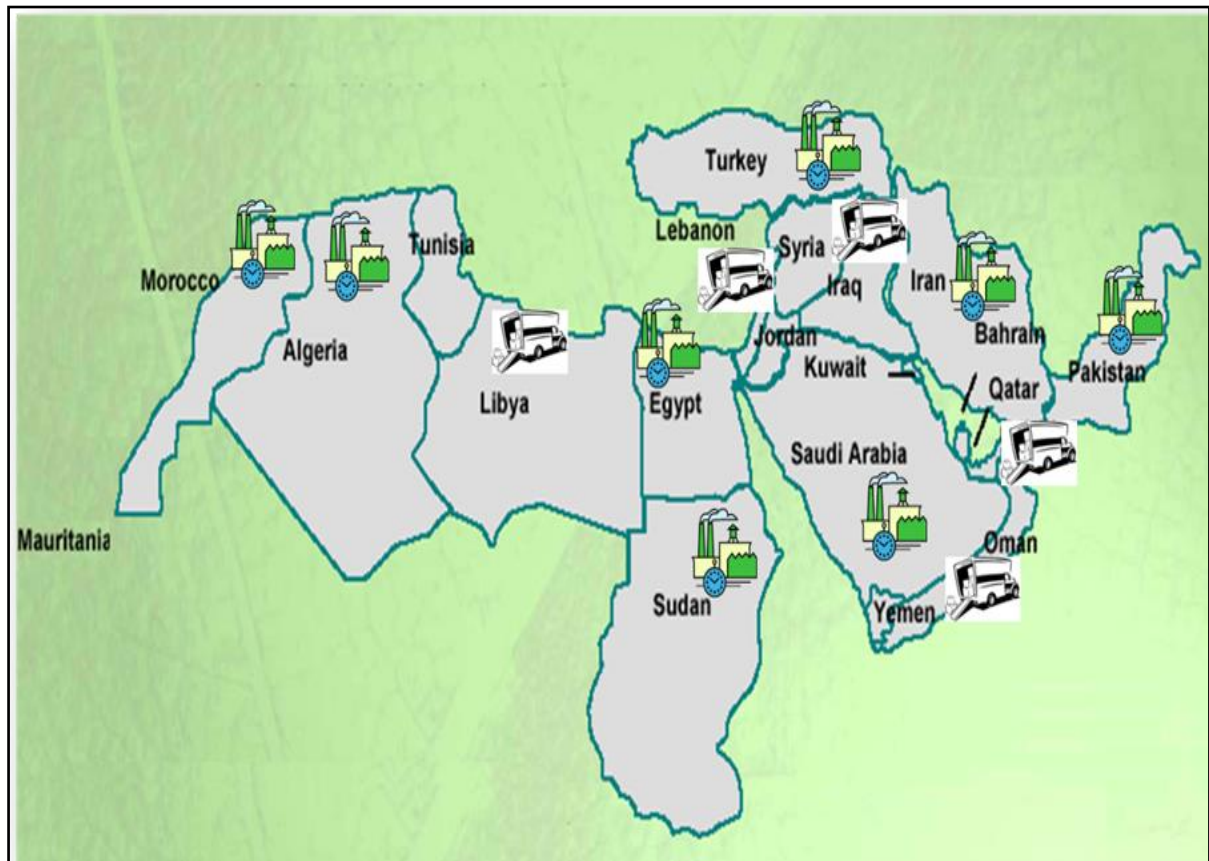 Turkey
Lebanon
Tunisia
Syria
Morocco
Iraq
Iran
Jordan
Bahrain
Algeria
Kuwait
Pakistan
Qatar
Libya
Egypt
Saudi Arabia
Mauritania
Oman
Sudan
Yemen